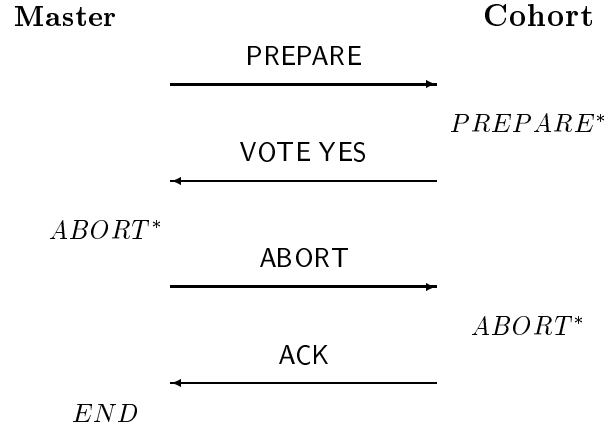 Master Cohort
PREPARE
PREPARE*
VOTE YES
ABORT*
ABORT
ABORT*
ACK
END